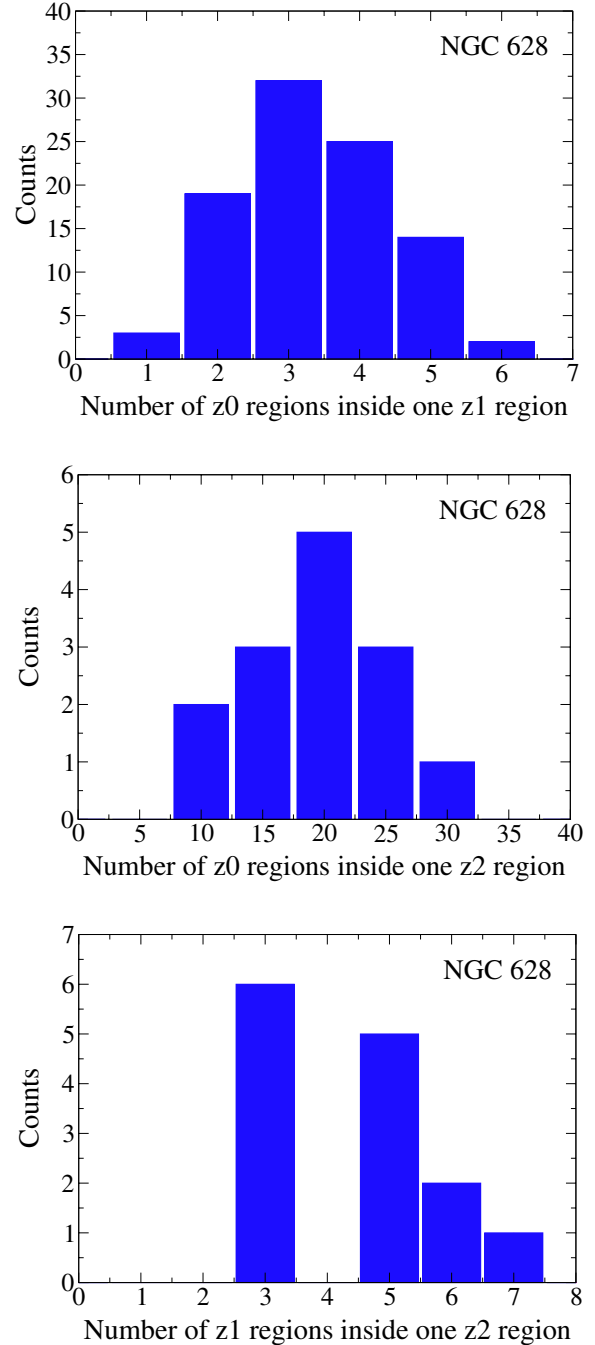 40
NGC 628
35
30
25
20
15
10
5
0
Counts
0 1 2 3 4 5 6 7
Number of z0 regions inside one z1 region
6
NGC 628
5
4
3
2
1
0
Counts
0 5 10 15 20 25 30 35 40
Number of z0 regions inside one z2 region
7
NGC 628
6
5
4
3
2
1
0
Counts
0 1 2 3 4 5 6 7 8
Number of z1 regions inside one z2 region